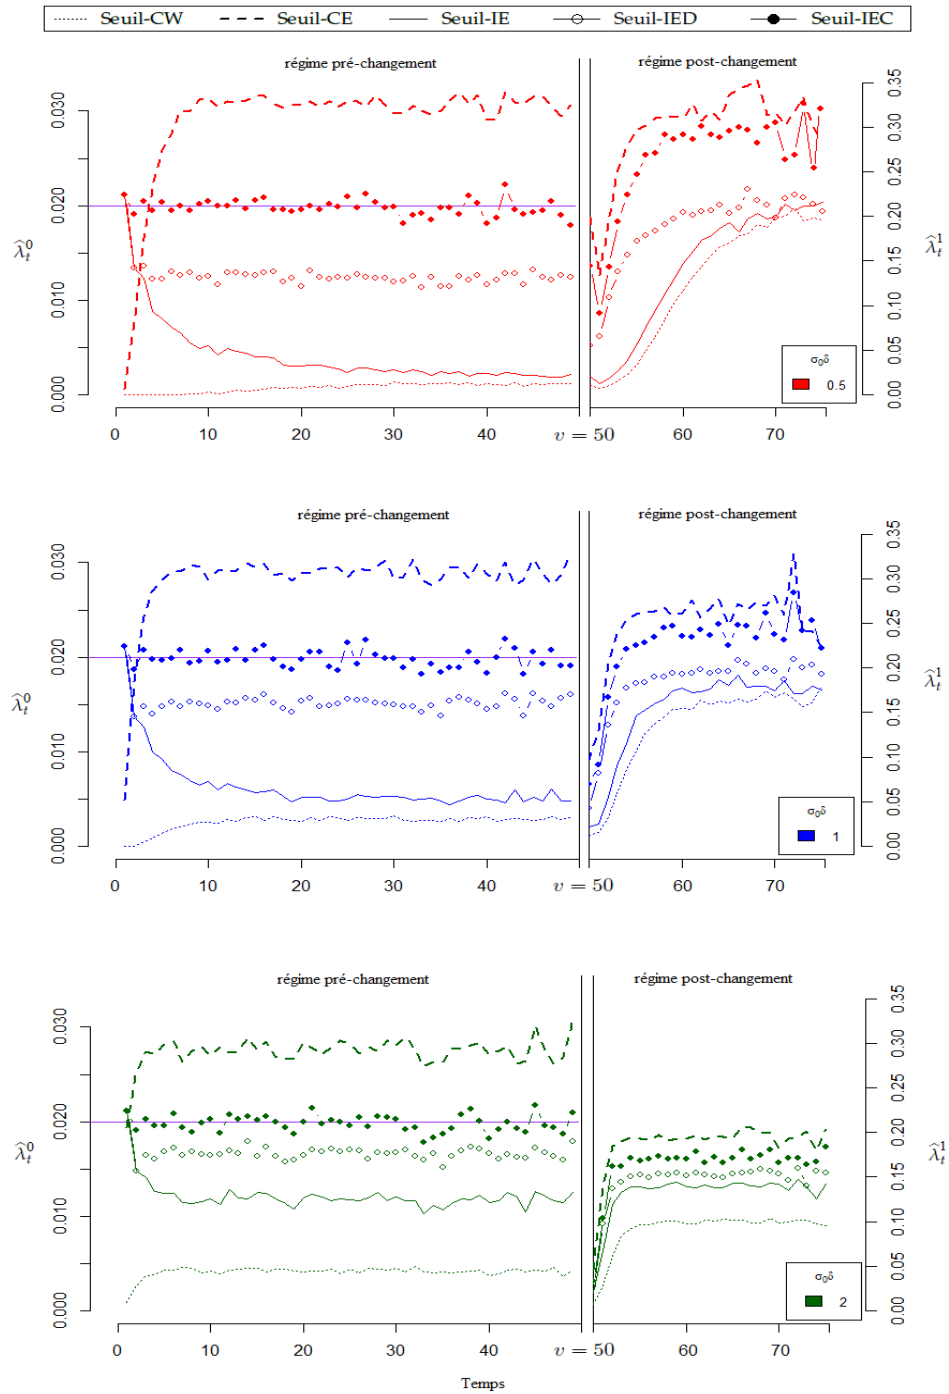 Seuil-CW Seuil-CE Seuil-IE Seuil-IED Seuil-IEC
régime pré-changement régime post-changement
0.030
0.020
0.010
0.000
λ̂ₜ⁰
0.35
0.30
0.25
0.20
0.15
0.10
0.05
0.00
λ̂ₜ¹
σ₀δ
0.5
0 10 20 30 40 v = 50 60 70
régime pré-changement régime post-changement
0.030
0.020
0.010
0.000
λ̂ₜ⁰
0.35
0.30
0.25
0.20
0.15
0.10
0.05
0.00
λ̂ₜ¹
σ₀δ
1
0 10 20 30 40 v = 50 60 70
régime pré-changement régime post-changement
0.030
0.020
0.010
0.000
λ̂ₜ⁰
0.35
0.30
0.25
0.20
0.15
0.10
0.05
0.00
λ̂ₜ¹
σ₀δ
2
0 10 20 30 40 v = 50 60 70
Temps